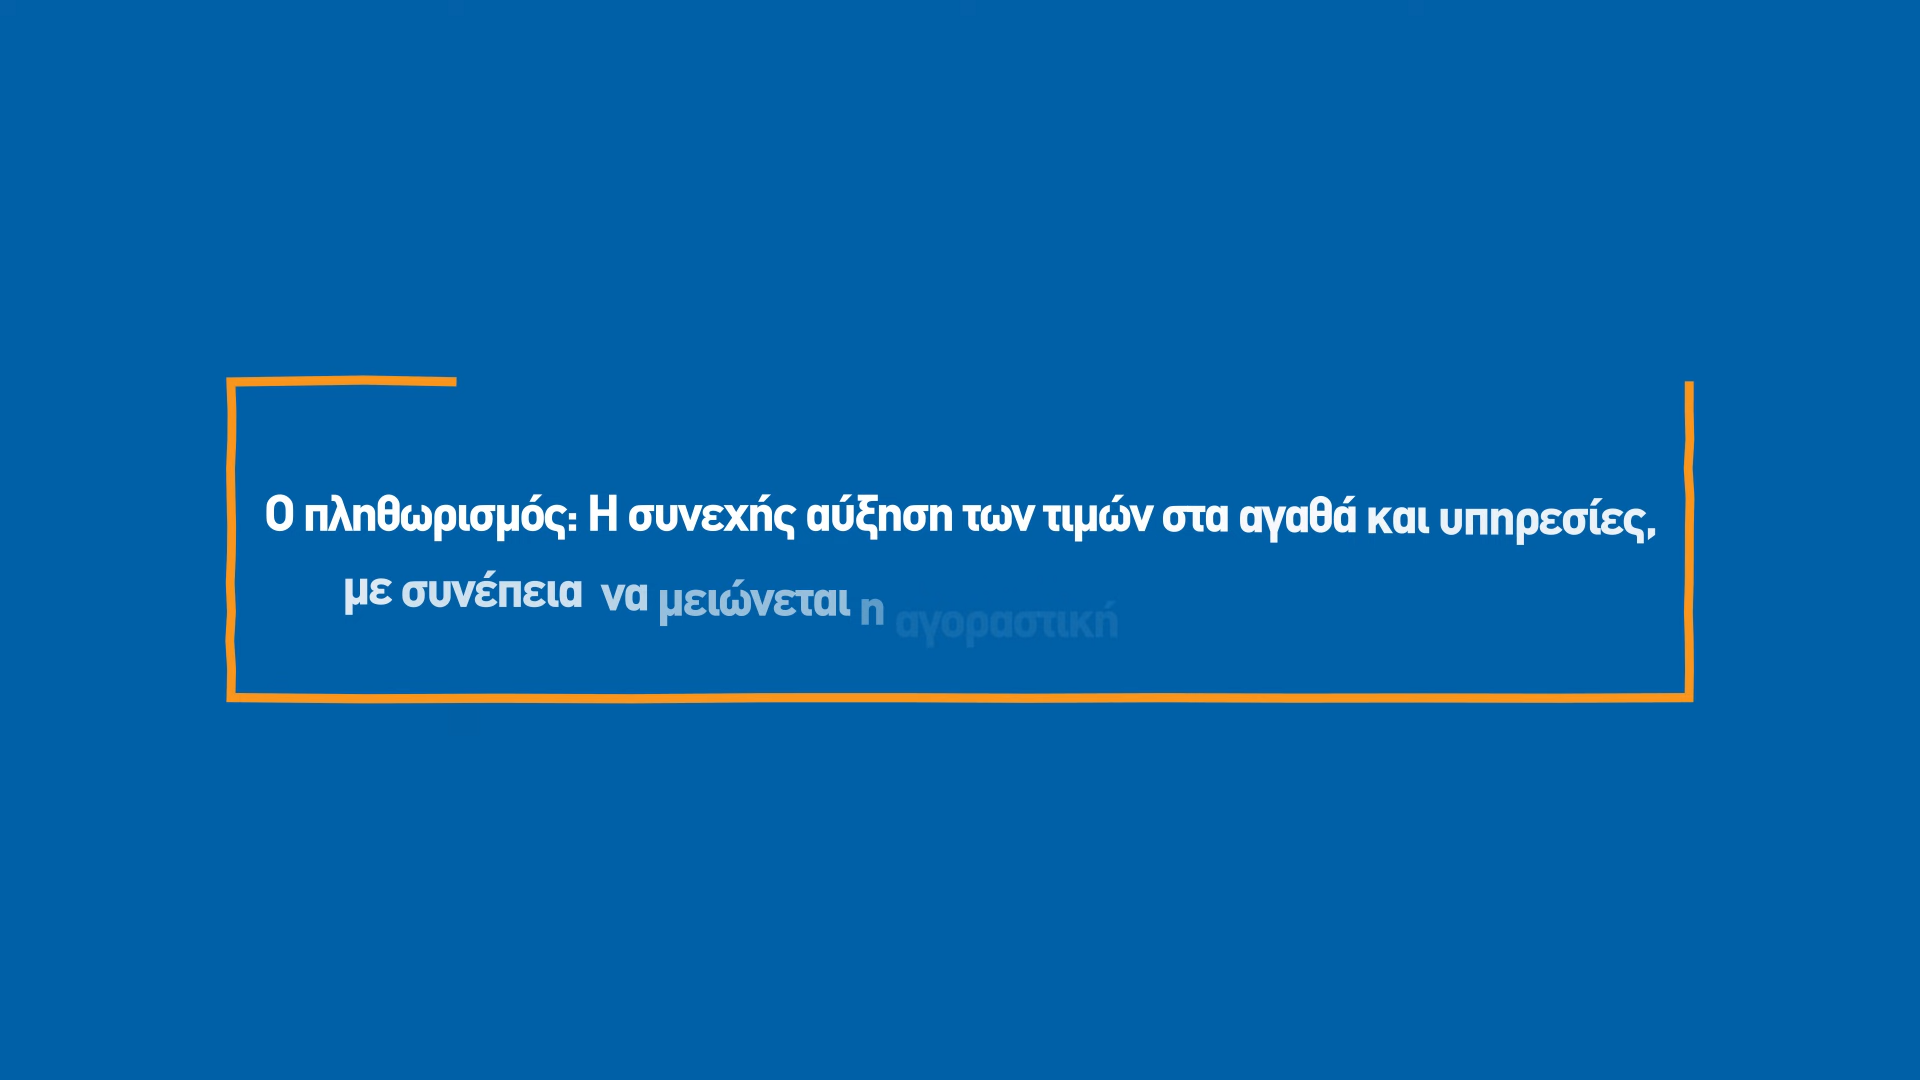 Ο πληθωρισμός: Η συνεχής αύξηση των τιμών στα αγαθά και υπηρεσίες,
με συνέπεια να μειώνεται η αγοραστική